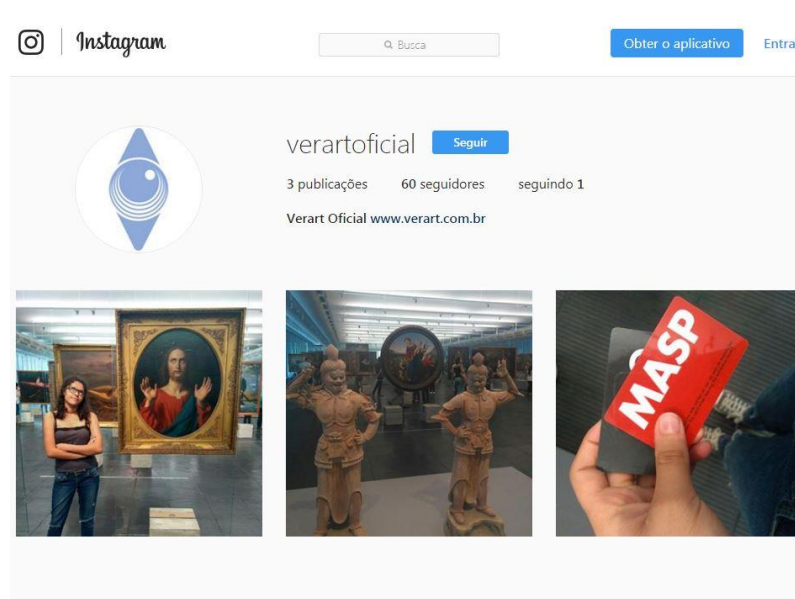 Instagram
Busca
Obter o aplicativo
Entra
verartoficial Seguir
3 publicações 60 seguidores seguindo 1
Verart Oficial www.verart.com.br
MASP